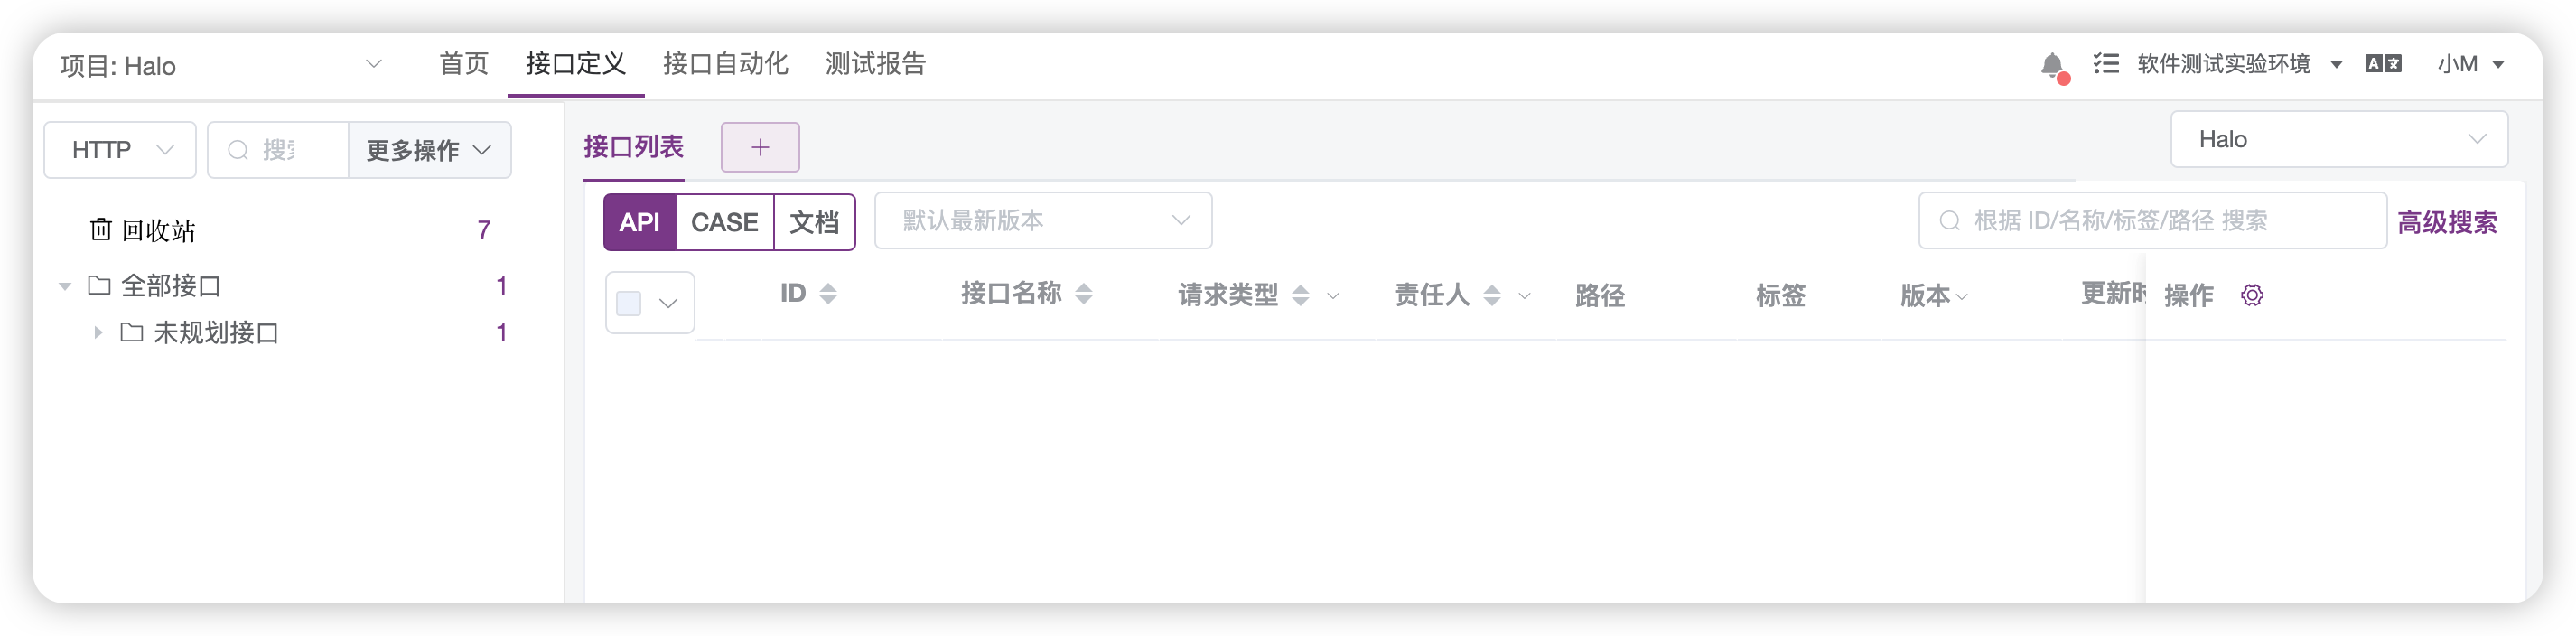 项目: Halo 首页 接口定义 接口自动化 测试报告 软件测试实验环境 小M
HTTP 更多操作
接口列表 + Halo
API CASE 文档 默认最新版本 根据 ID/名称/标签/路径 搜索 高级搜索
回收站 7
全部接口 1
未规划接口 1
ID 接口名称 请求类型 责任人 路径 标签 版本 更新 操作